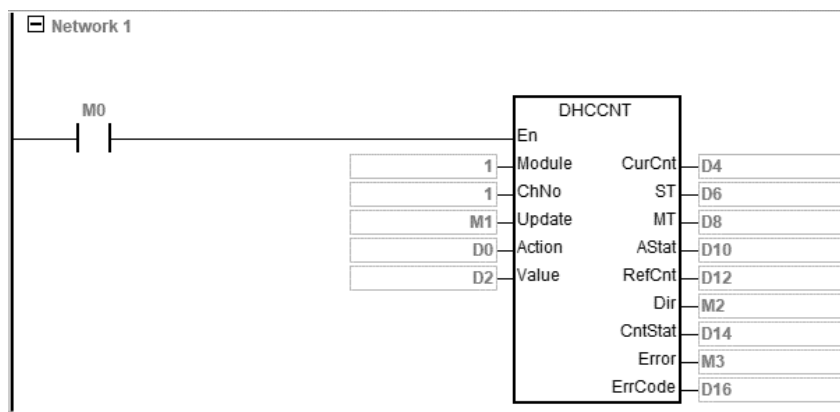 Network 1
M0
DHCCNT
En
1 Module CurCnt D4
1 ChNo ST D6
M1 Update MT D8
D0 Action AStat D10
D2 Value RefCnt D12
Dir M2
CntStat D14
Error M3
ErrCode D16